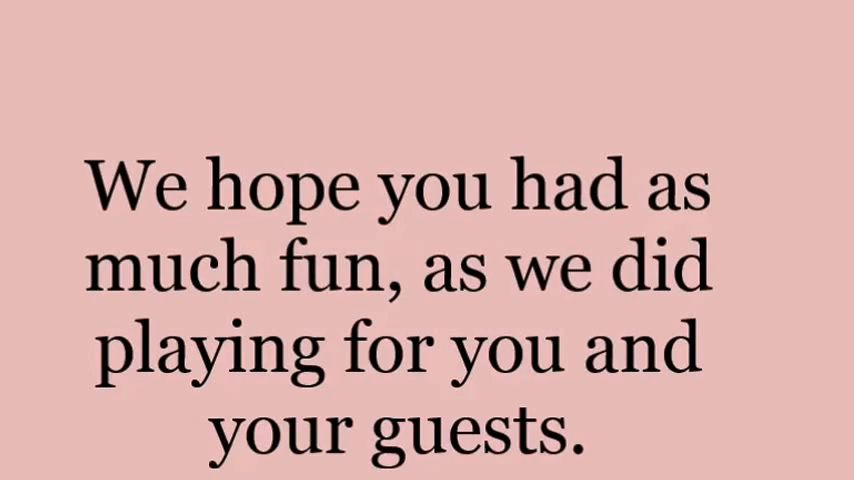 We hope you had as
much fun, as we did
playing for you and
your guests.